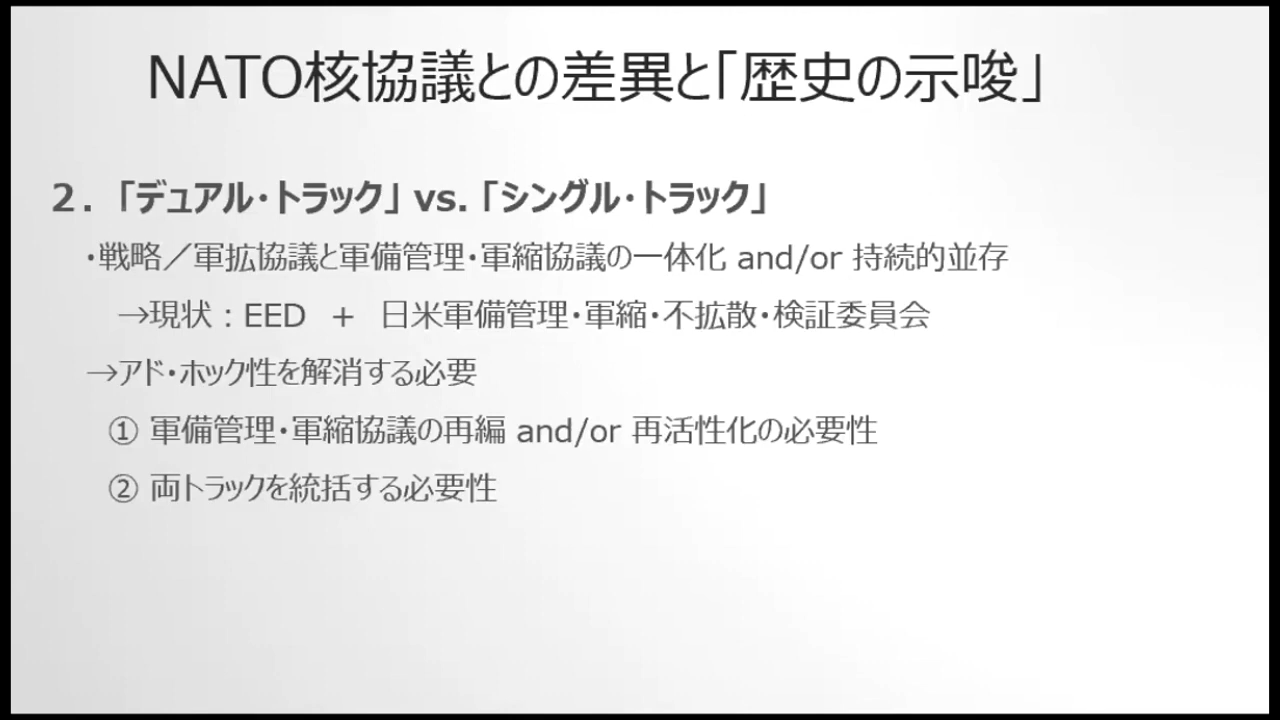 NATO核協議との差異と「歴史の示唆」
２．「デュアル・トラック」 vs. 「シングル・トラック」
・戦略／軍拡協議と軍備管理・軍縮協議の一体化 and/or 持続的並存
→現状：EED ＋ 日米軍備管理・軍縮・不拡散・検証委員会
→アド・ホック性を解消する必要
① 軍備管理・軍縮協議の再編 and/or 再活性化の必要性
② 両トラックを統括する必要性